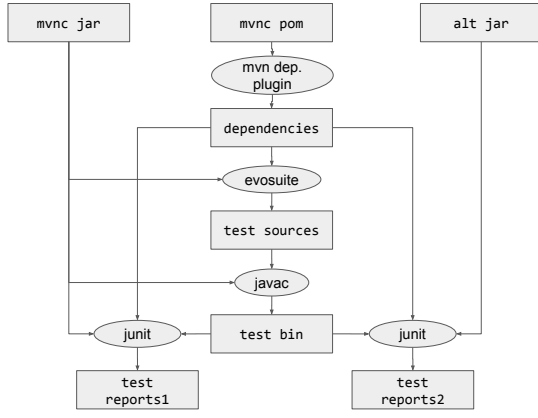 mvnc jar
mvnc pom
alt jar
mvn dep.
plugin
dependencies
evosuite
test sources
javac
junit
test bin
junit
test
reports1
test
reports2